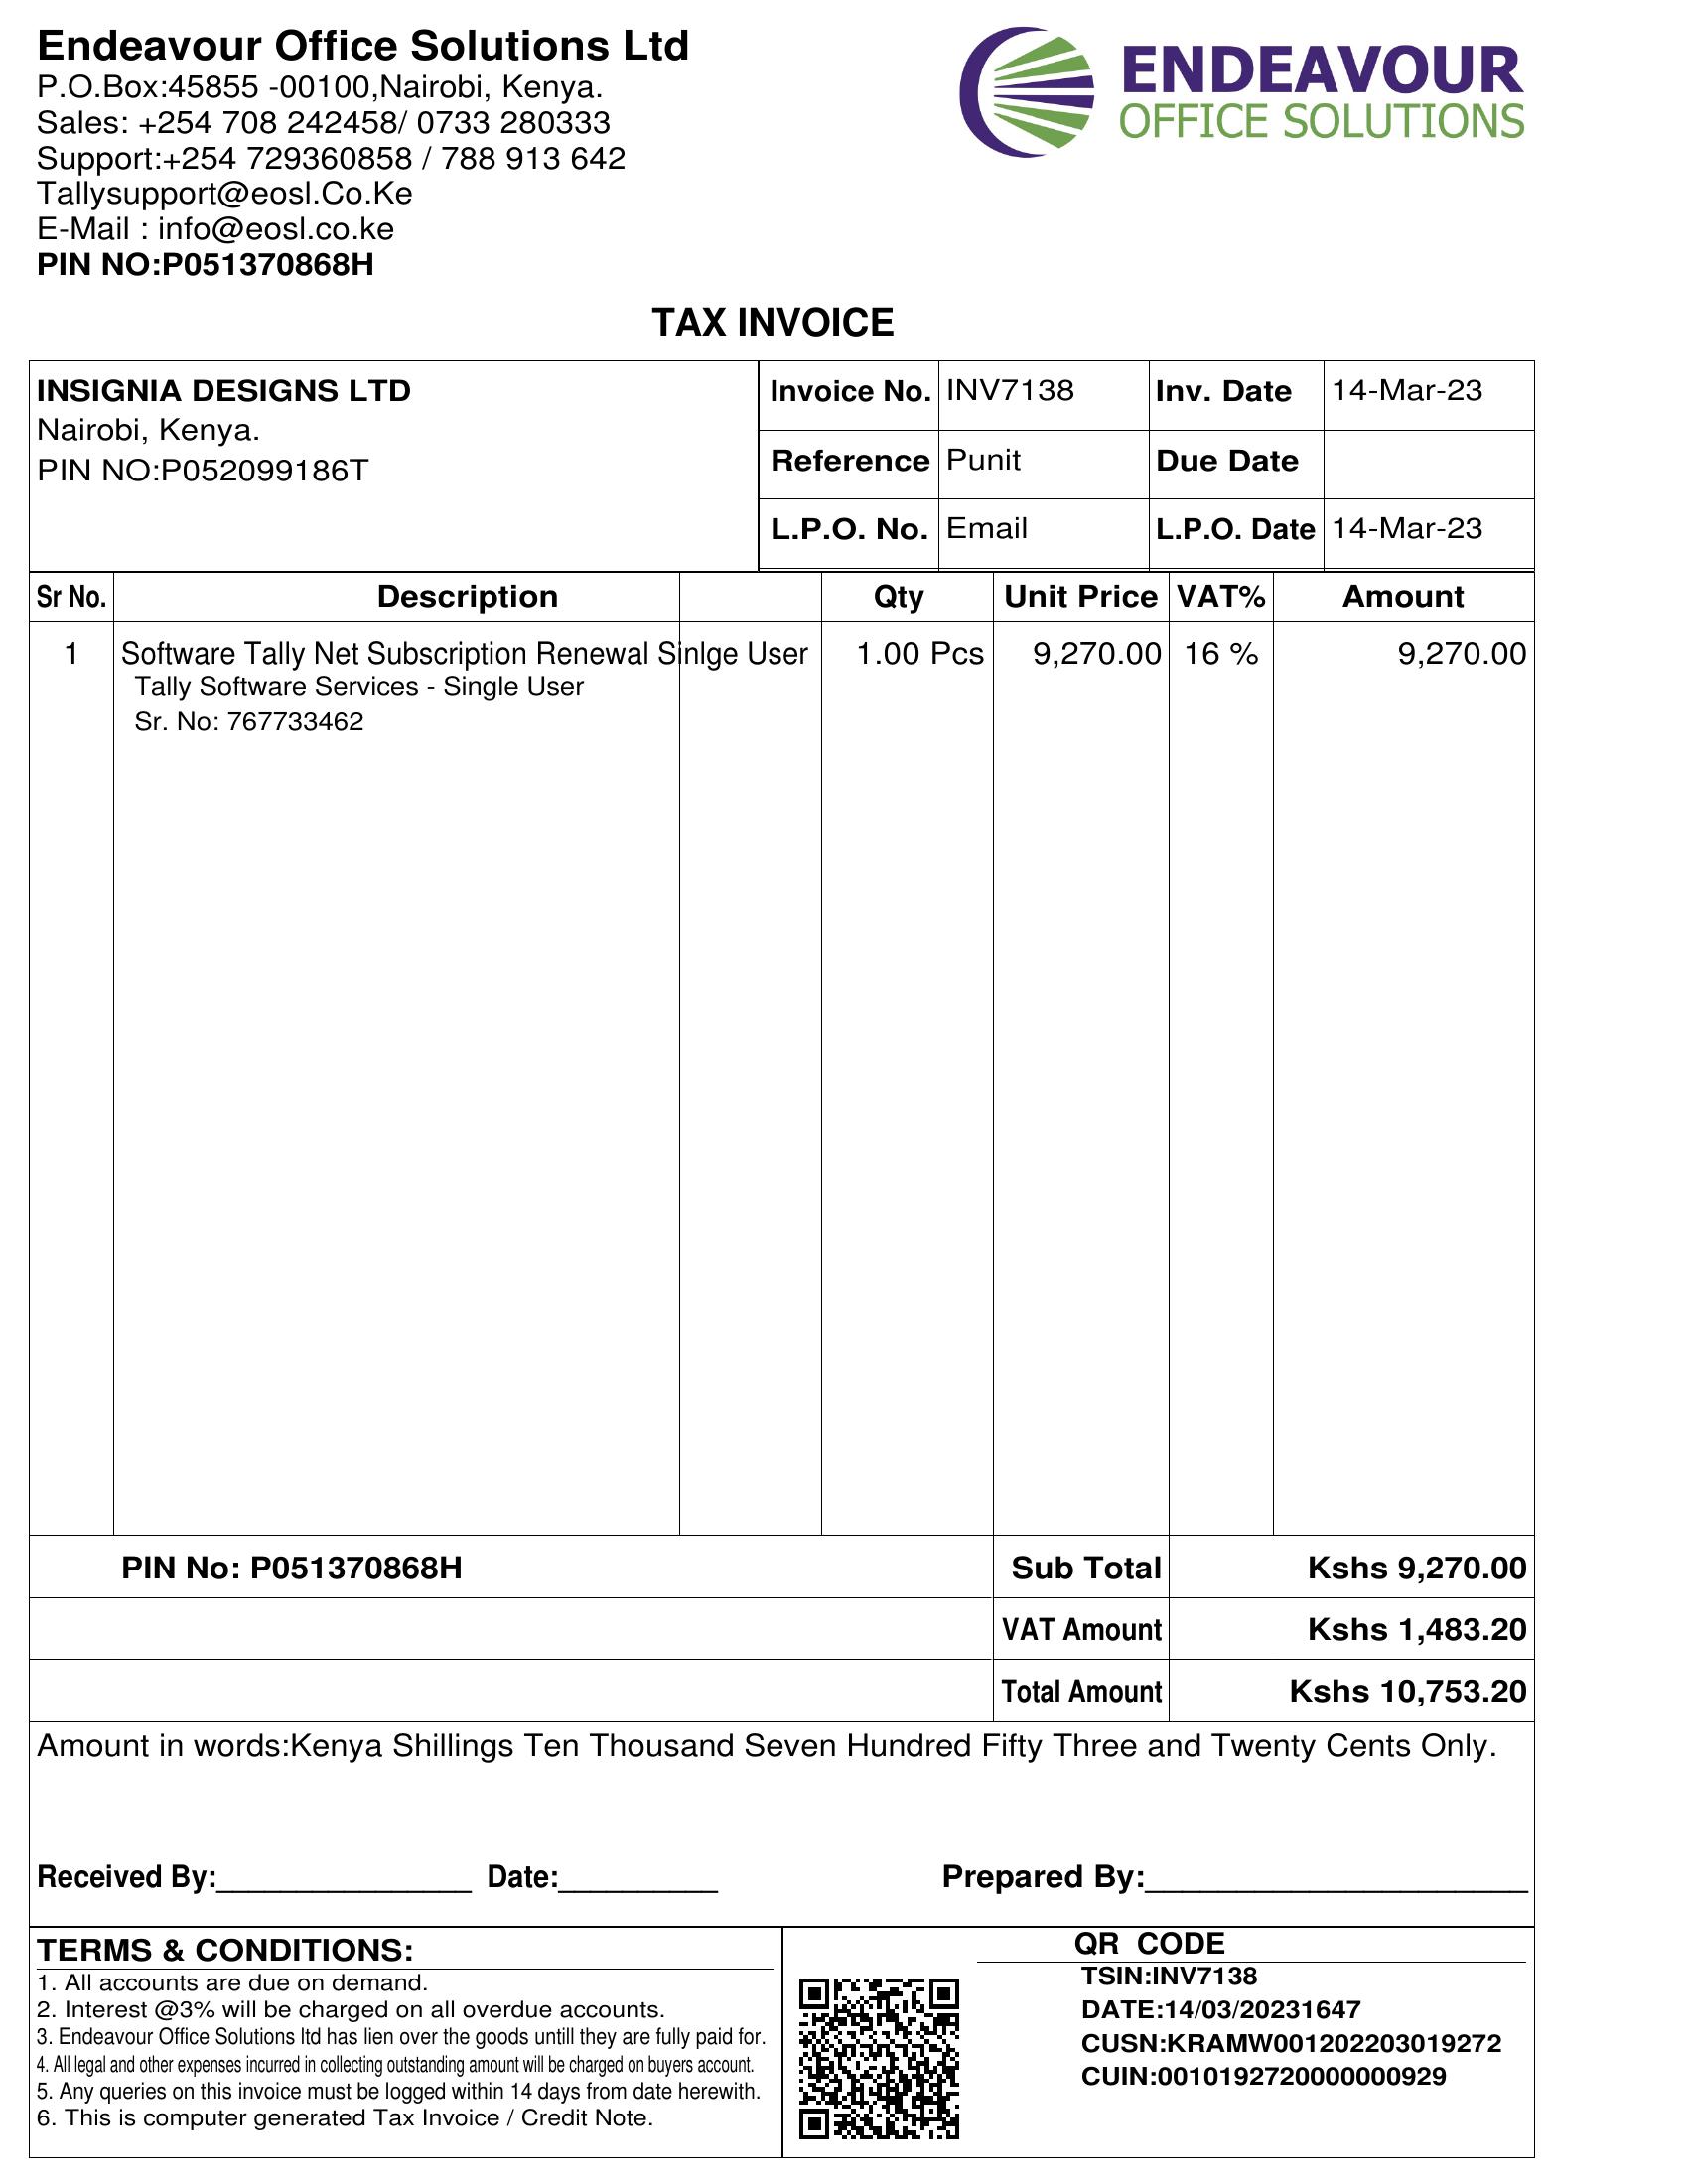 Endeavour Office Solutions Ltd
P.O.Box:45855 -00100,Nairobi, Kenya.
Sales: +254 708 242458/ 0733 280333
Support:+254 729360858 / 788 913 642
Tallysupport@eosl.Co.Ke
E-Mail : info@eosl.co.ke
PIN NO:P051370868H
ENDEAVOUR
OFFICE SOLUTIONS
TAX INVOICE
INSIGNIA DESIGNS LTD
Nairobi, Kenya.
PIN NO:P052099186T
Invoice No. INV7138 Inv. Date 14-Mar-23
Reference Punit Due Date
L.P.O. No. Email L.P.O. Date 14-Mar-23
Sr No. Description Qty Unit Price VAT% Amount
1 Software Tally Net Subscription Renewal Sinlge User 1.00 Pcs 9,270.00 16 % 9,270.00
Tally Software Services - Single User
Sr. No: 767733462
PIN No: P051370868H Sub Total Kshs 9,270.00
VAT Amount Kshs 1,483.20
Total Amount Kshs 10,753.20
Amount in words:Kenya Shillings Ten Thousand Seven Hundred Fifty Three and Twenty Cents Only.
Received By:________________ Date:__________ Prepared By:______________________
TERMS & CONDITIONS:
1. All accounts are due on demand.
2. Interest @3% will be charged on all overdue accounts.
3. Endeavour Office Solutions ltd has lien over the goods untill they are fully paid for.
4. All legal and other expenses incurred in collecting outstanding amount will be charged on buyers account.
5. Any queries on this invoice must be logged within 14 days from date herewith.
6. This is computer generated Tax Invoice / Credit Note.
QR CODE
TSIN:INV7138
DATE:14/03/20231647
CUSN:KRAMW001202203019272
CUIN:0010192720000000929